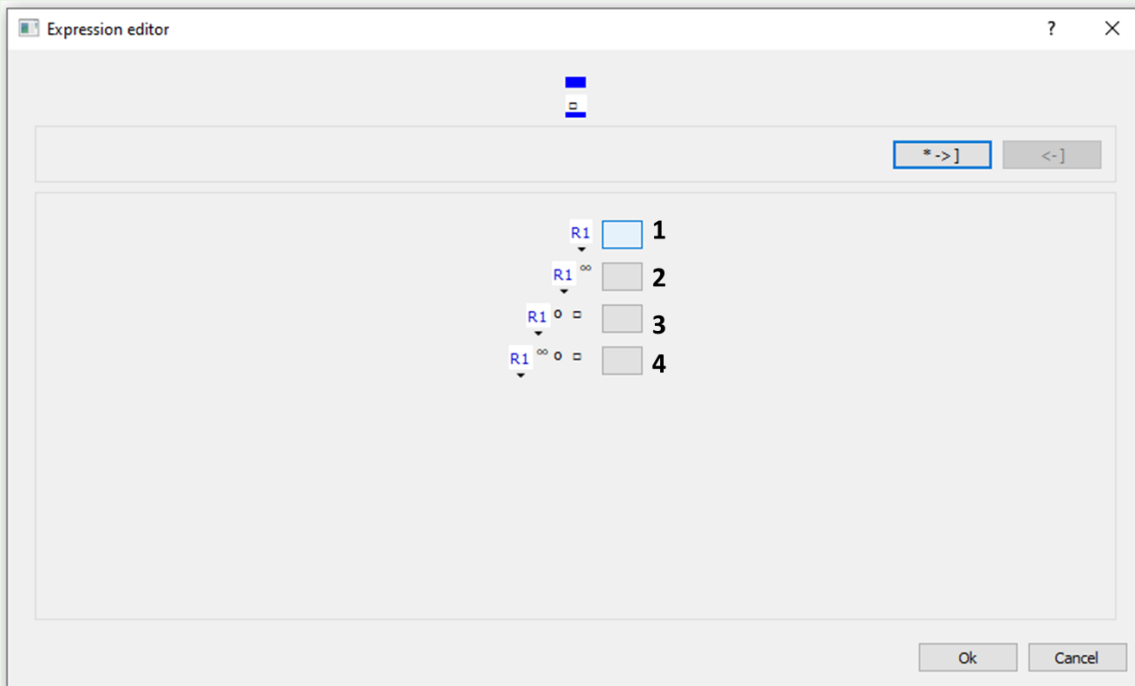 Expression editor ?
□
*->] <-]
R1 1
R1 ∞ 2
R1 o □ 3
R1 ∞ o □ 4
Ok Cancel